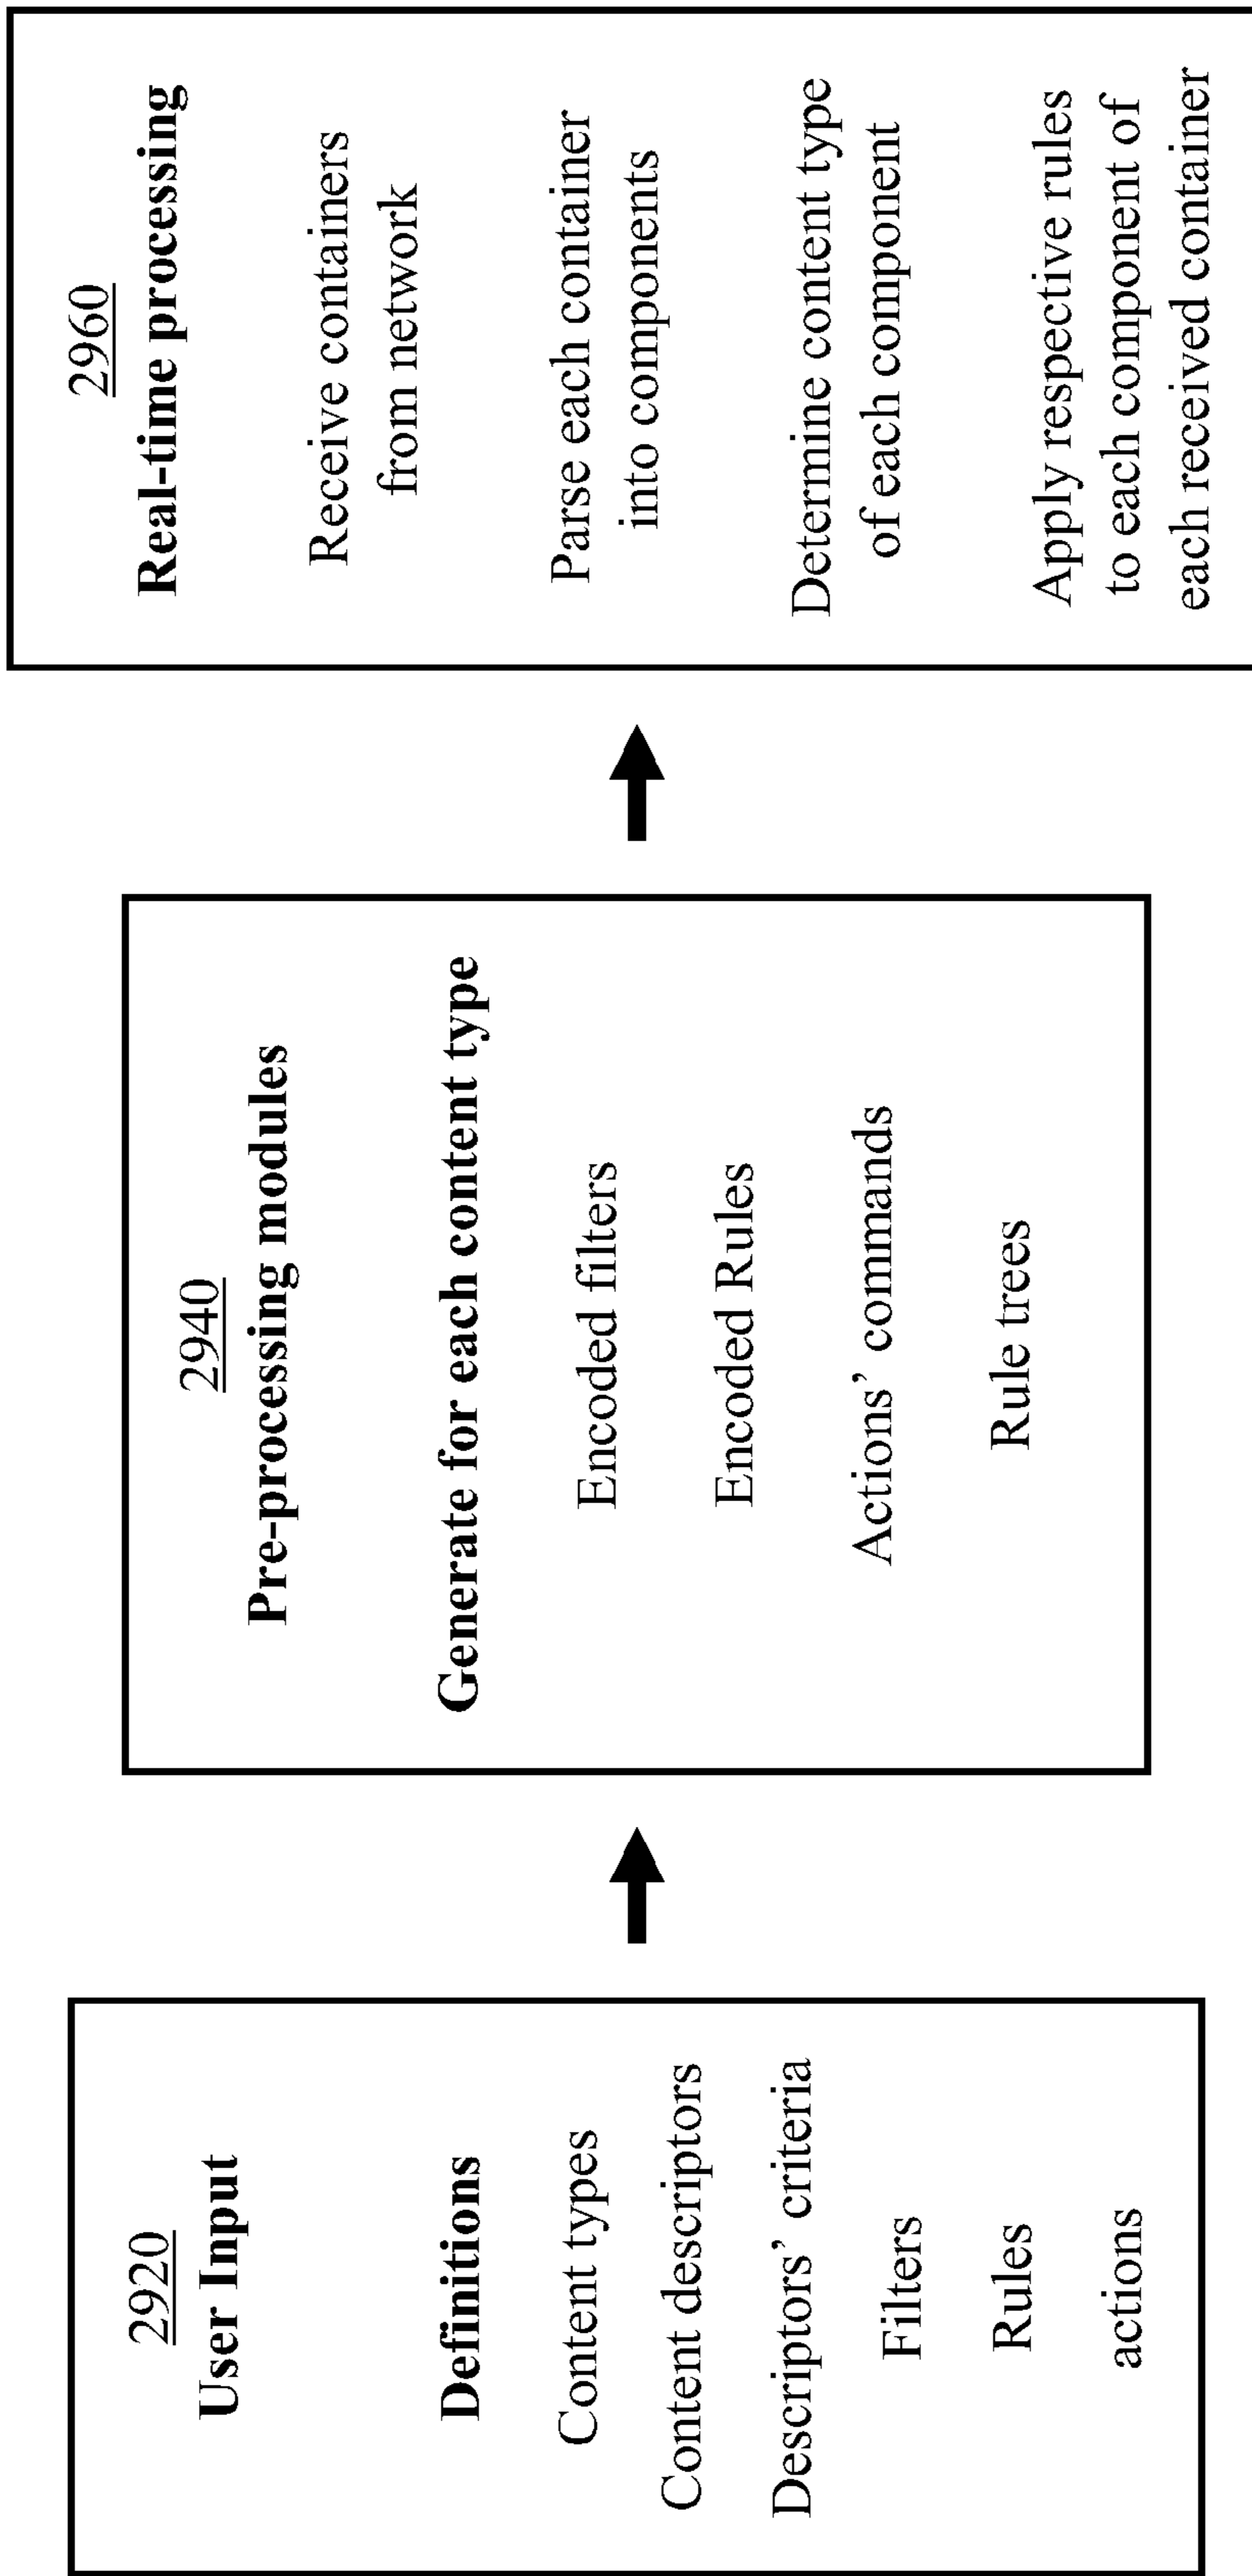 2920
User Input
Definitions
Content types
Content descriptors
Descriptors’ criteria
Filters
Rules
actions
2940
Pre-processing modules
Generate for each content type
Encoded filters
Encoded Rules
Actions’ commands
Rule trees
2960
Real-time processing
Receive containers
from network
Parse each container
into components
Determine content type
of each component
Apply respective rules
to each component of
each received container